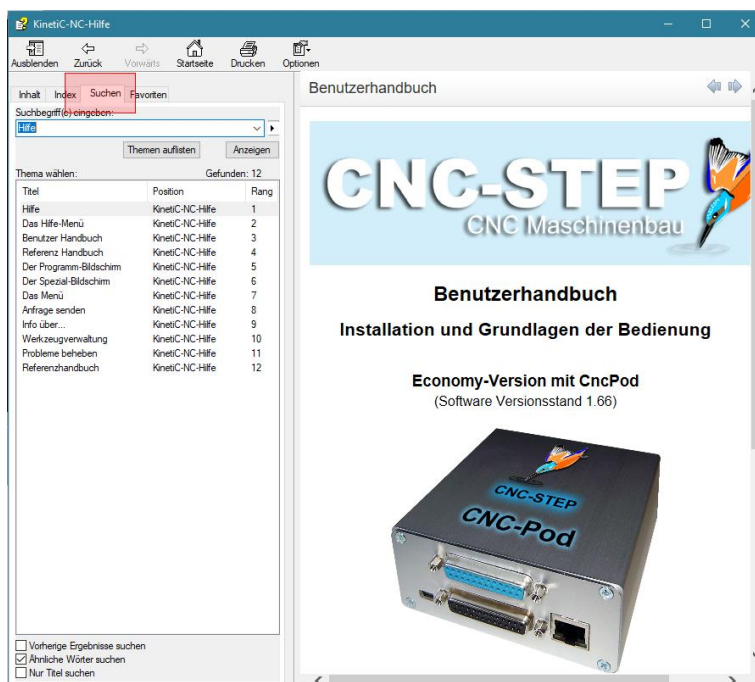 KinetiC-NC-Hilfe
Ausblenden Zurück Vorwärts Startseite Drucken Optionen
Inhalt Index Suchen Favoriten
Suchbegriff(e) eingeben:
Hilfe
Themen auflisten Anzeigen
Thema wählen: Gefunden: 12
Titel Position Rang
Hilfe KinetiC-NC-Hilfe 1
Das Hilfe-Menü KinetiC-NC-Hilfe 2
Benutzer Handbuch KinetiC-NC-Hilfe 3
Referenz Handbuch KinetiC-NC-Hilfe 4
Der Programm-Bildschirm KinetiC-NC-Hilfe 5
Der Spezial-Bildschirm KinetiC-NC-Hilfe 6
Das Menü KinetiC-NC-Hilfe 7
Anfrage senden KinetiC-NC-Hilfe 8
Info über... KinetiC-NC-Hilfe 9
Werkzeugverwaltung KinetiC-NC-Hilfe 10
Probleme beheben KinetiC-NC-Hilfe 11
Referenzhandbuch KinetiC-NC-Hilfe 12
Vorherige Ergebnisse suchen
Ähnliche Wörter suchen
Nur Titel suchen
Benutzerhandbuch
CNC-STEP
CNC Maschinenbau
Benutzerhandbuch
Installation und Grundlagen der Bedienung
Economy-Version mit CncPod
(Software Versionsstand 1.66)
CNC-STEP
CNC-Pod